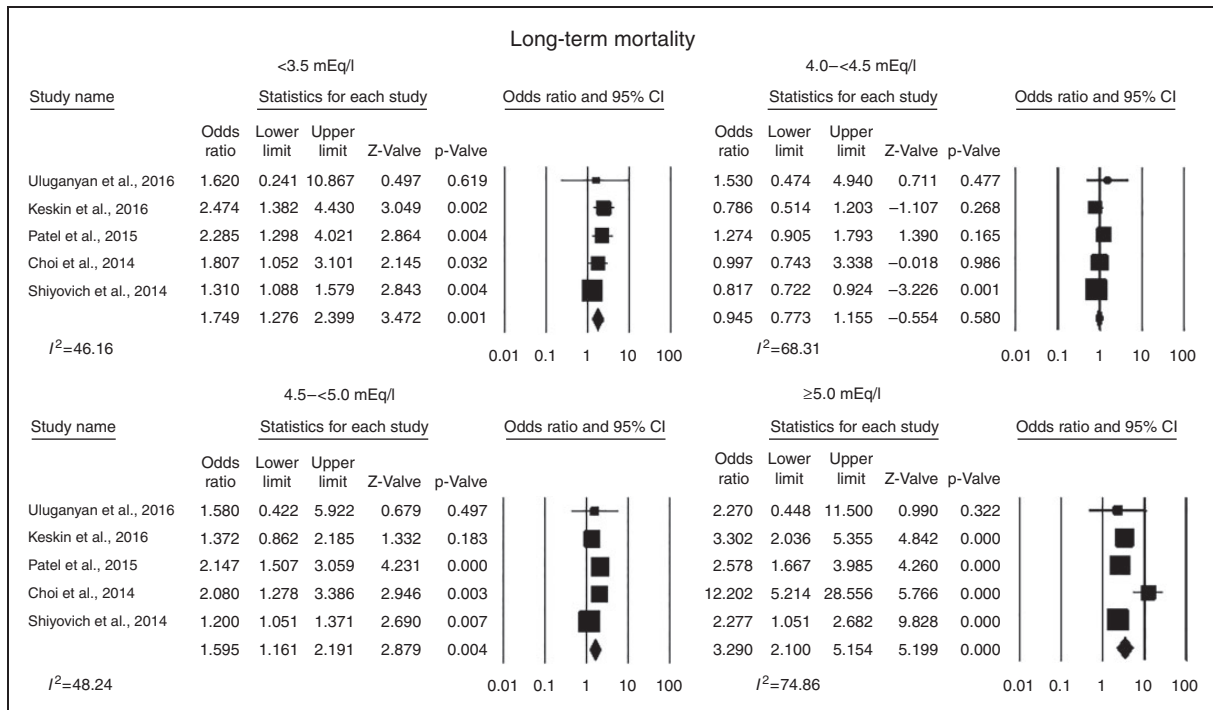 Long-term mortality
<3.5 mEq/l
Study name Statistics for each study Odds ratio and 95% CI
Odds Lower Upper
ratio limit limit Z-Valve p-Valve
Uluganyan et al., 2016 1.620 0.241 10.867 0.497 0.619
Keskin et al., 2016 2.474 1.382 4.430 3.049 0.002
Patel et al., 2015 2.285 1.298 4.021 2.864 0.004
Choi et al., 2014 1.807 1.052 3.101 2.145 0.032
Shiyovich et al., 2014 1.310 1.088 1.579 2.843 0.004
1.749 1.276 2.399 3.472 0.001
I²=46.16
0.01 0.1 1 10 100
4.0–<4.5 mEq/l
Statistics for each study Odds ratio and 95% CI
Odds Lower Upper
ratio limit limit Z-Valve p-Valve
1.530 0.474 4.940 0.711 0.477
0.786 0.514 1.203 −1.107 0.268
1.274 0.905 1.793 1.390 0.165
0.997 0.743 3.338 −0.018 0.986
0.817 0.722 0.924 −3.226 0.001
0.945 0.773 1.155 −0.554 0.580
I²=68.31
0.01 0.1 1 10 100
4.5–<5.0 mEq/l
Study name Statistics for each study Odds ratio and 95% CI
Odds Lower Upper
ratio limit limit Z-Valve p-Valve
Uluganyan et al., 2016 1.580 0.422 5.922 0.679 0.497
Keskin et al., 2016 1.372 0.862 2.185 1.332 0.183
Patel et al., 2015 2.147 1.507 3.059 4.231 0.000
Choi et al., 2014 2.080 1.278 3.386 2.946 0.003
Shiyovich et al., 2014 1.200 1.051 1.371 2.690 0.007
1.595 1.161 2.191 2.879 0.004
I²=48.24
0.01 0.1 1 10 100
≥5.0 mEq/l
Statistics for each study Odds ratio and 95% CI
Odds Lower Upper
ratio limit limit Z-Valve p-Valve
2.270 0.448 11.500 0.990 0.322
3.302 2.036 5.355 4.842 0.000
2.578 1.667 3.985 4.260 0.000
12.202 5.214 28.556 5.766 0.000
2.277 1.051 2.682 9.828 0.000
3.290 2.100 5.154 5.199 0.000
I²=74.86
0.01 0.1 1 10 100